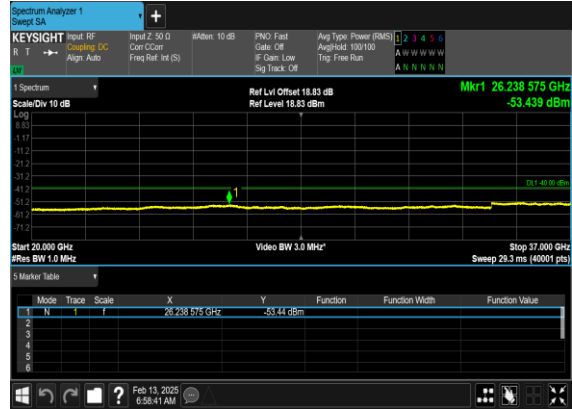 Spectrum Analyzer 1
Swept SA
+
KEYSIGHT
R T
LW
Input: RF
Coupling: DC
Align: Auto
Input Z: 50 Ω
Corr CCorr
Freq Ref: Int (S)
#Atten: 10 dB
PNO: Fast
Gate: Off
IF Gain: Low
Sig Track: Off
Avg Type: Power (RMS)
Avg|Hold: 100/100
Trig: Free Run
1 2 3 4 5 6
A W W W W W
A N N N N N
1 Spectrum
Scale/Div 10 dB
Ref Lvl Offset 18.83 dB
Ref Level 18.83 dBm
Mkr1 26.238 575 GHz
-53.439 dBm
Log
8.83
-1.17
-11.2
-21.2
-31.2
-41.2
-51.2
-61.2
-71.2
DL1 -40.00 dBm
1
Start 20.000 GHz
#Res BW 1.0 MHz
Video BW 3.0 MHz*
Stop 37.000 GHz
Sweep 29.3 ms (40001 pts)
5 Marker Table
Mode Trace Scale X Y Function Function Width Function Value
1 N 1 f 26.238 575 GHz -53.44 dBm
2
3
4
5
6
?
Feb 13, 2025
6:58:41 AM